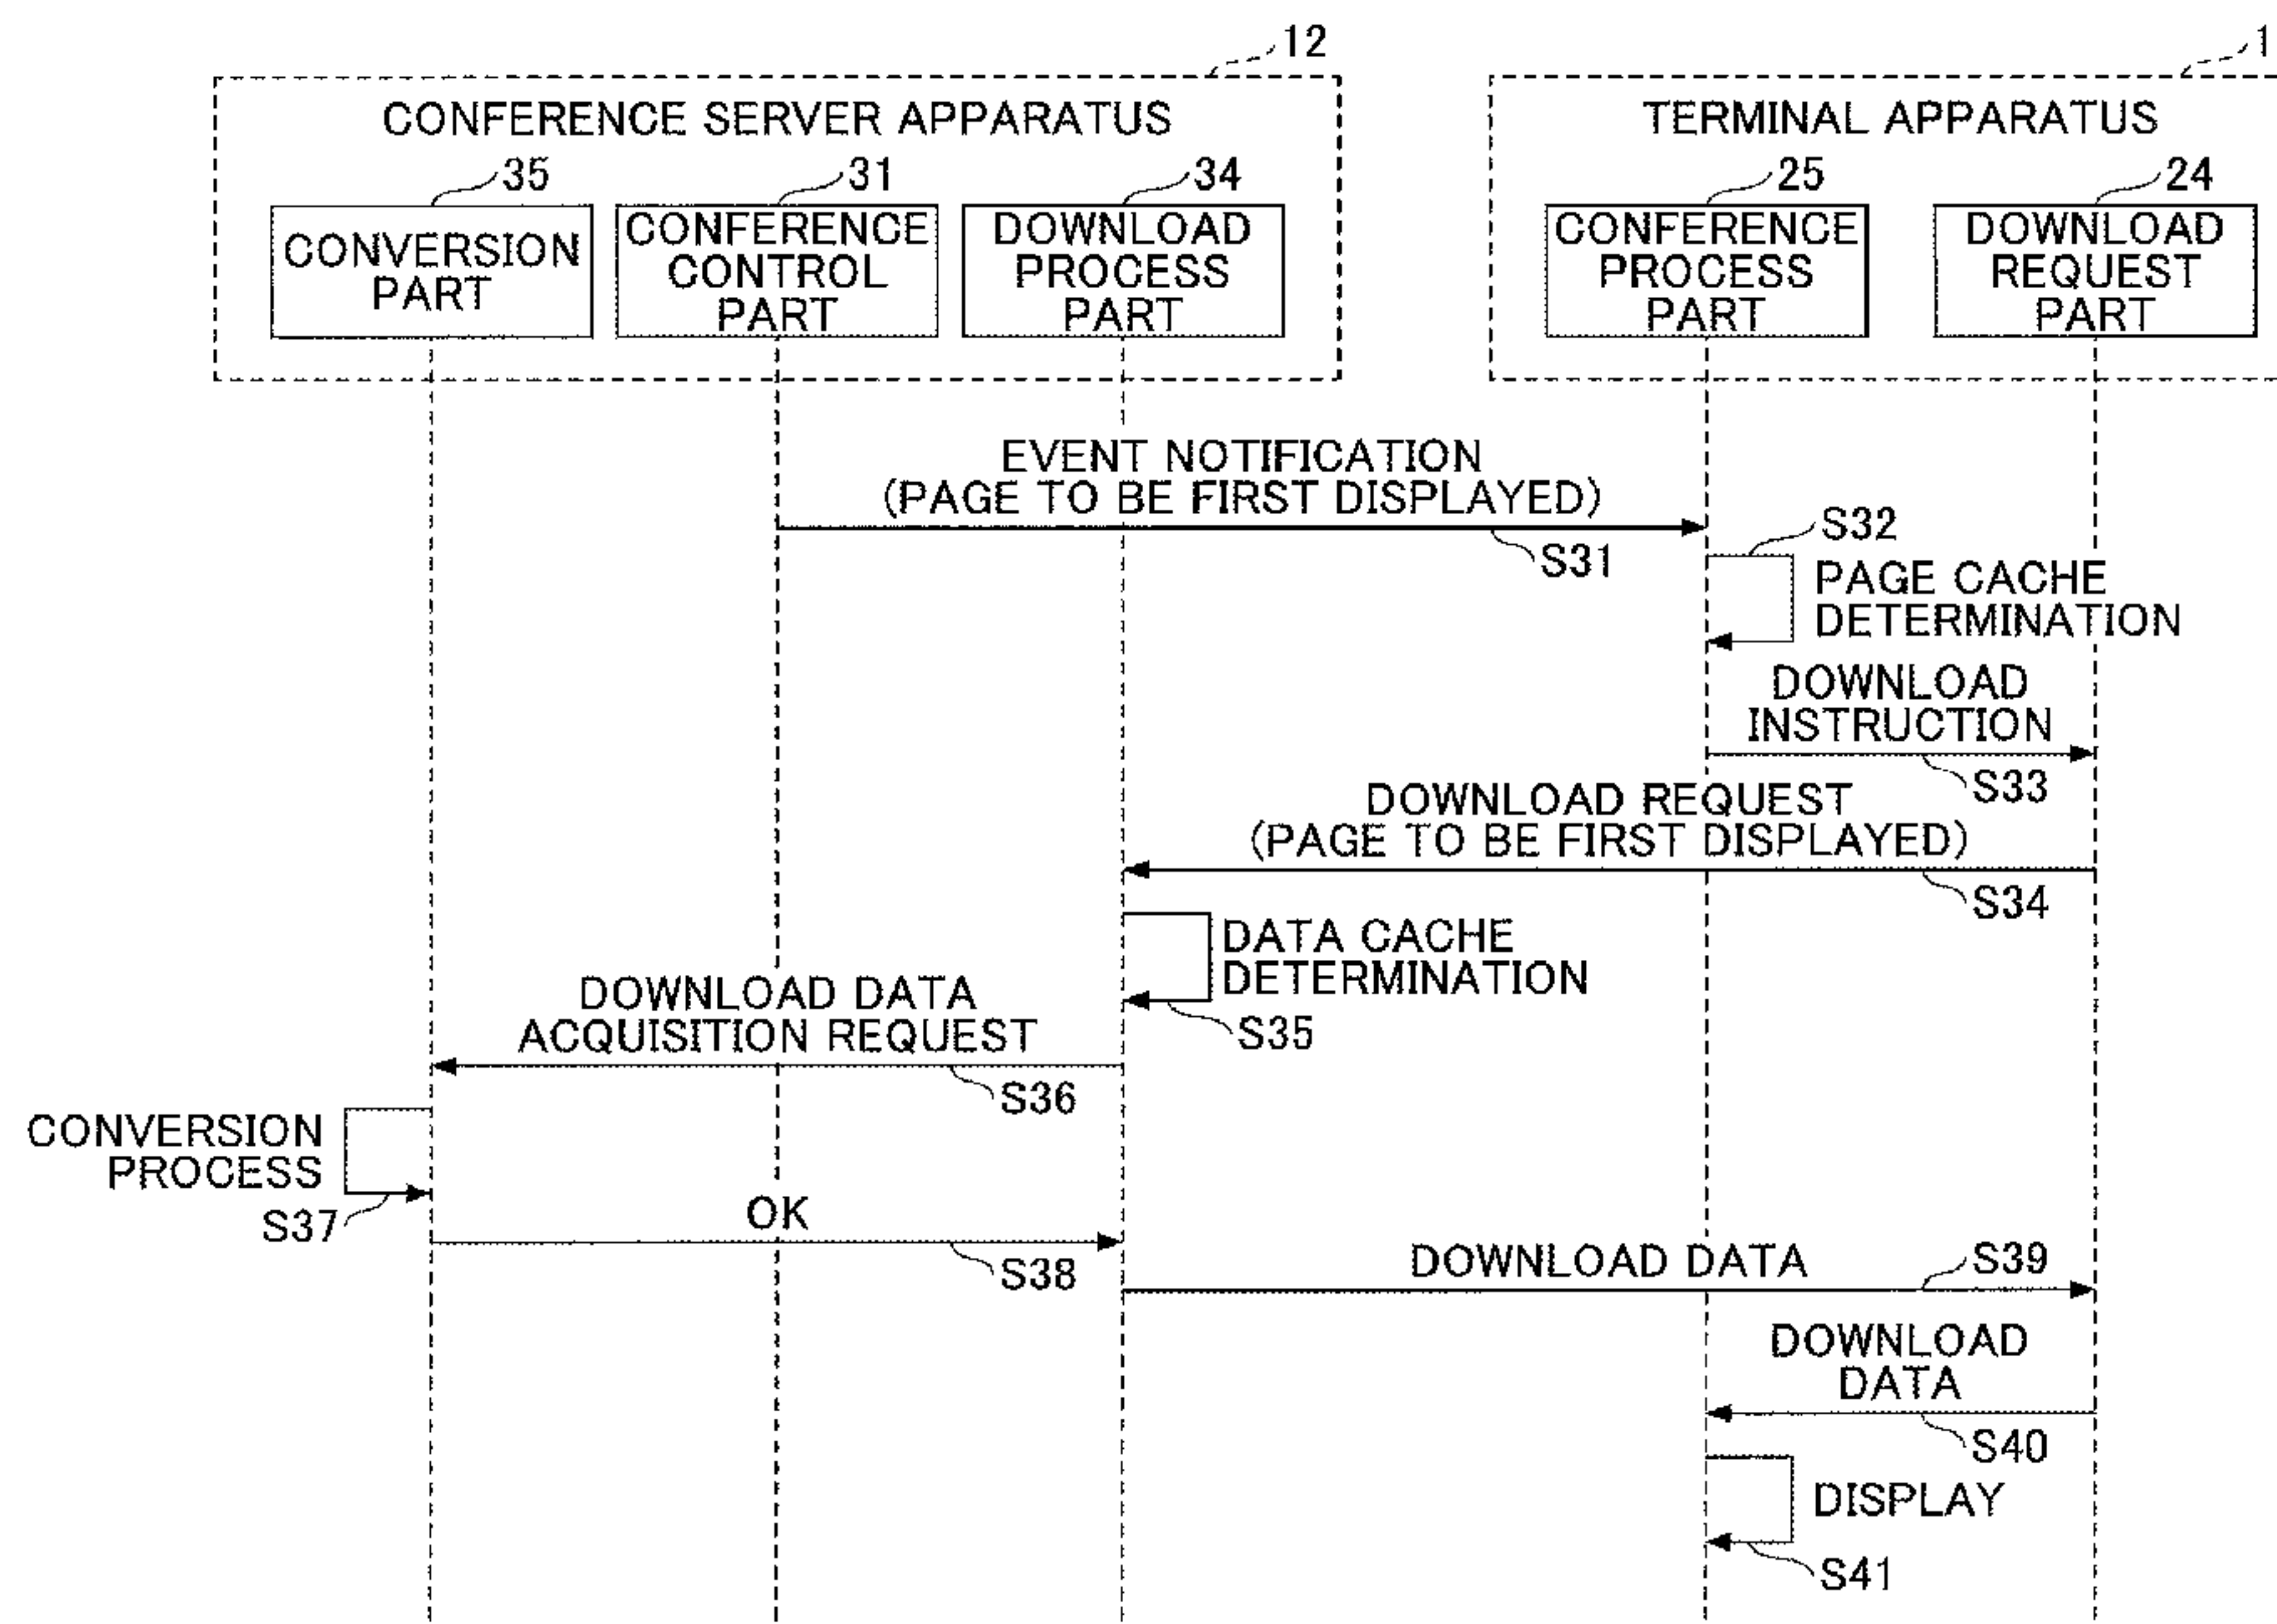 12
1
CONFERENCE SERVER APPARATUS
TERMINAL APPARATUS
35
31
34
25
24
CONVERSION
PART
CONFERENCE
CONTROL
PART
DOWNLOAD
PROCESS
PART
CONFERENCE
PROCESS
PART
DOWNLOAD
REQUEST
PART
EVENT NOTIFICATION
(PAGE TO BE FIRST DISPLAYED)
S31
S32
PAGE CACHE
DETERMINATION
DOWNLOAD
INSTRUCTION
S33
DOWNLOAD REQUEST
(PAGE TO BE FIRST DISPLAYED)
S34
DATA CACHE
DETERMINATION
S35
DOWNLOAD DATA
ACQUISITION REQUEST
S36
CONVERSION
PROCESS
S37
OK
S38
DOWNLOAD DATA
S39
DOWNLOAD
DATA
S40
DISPLAY
S41